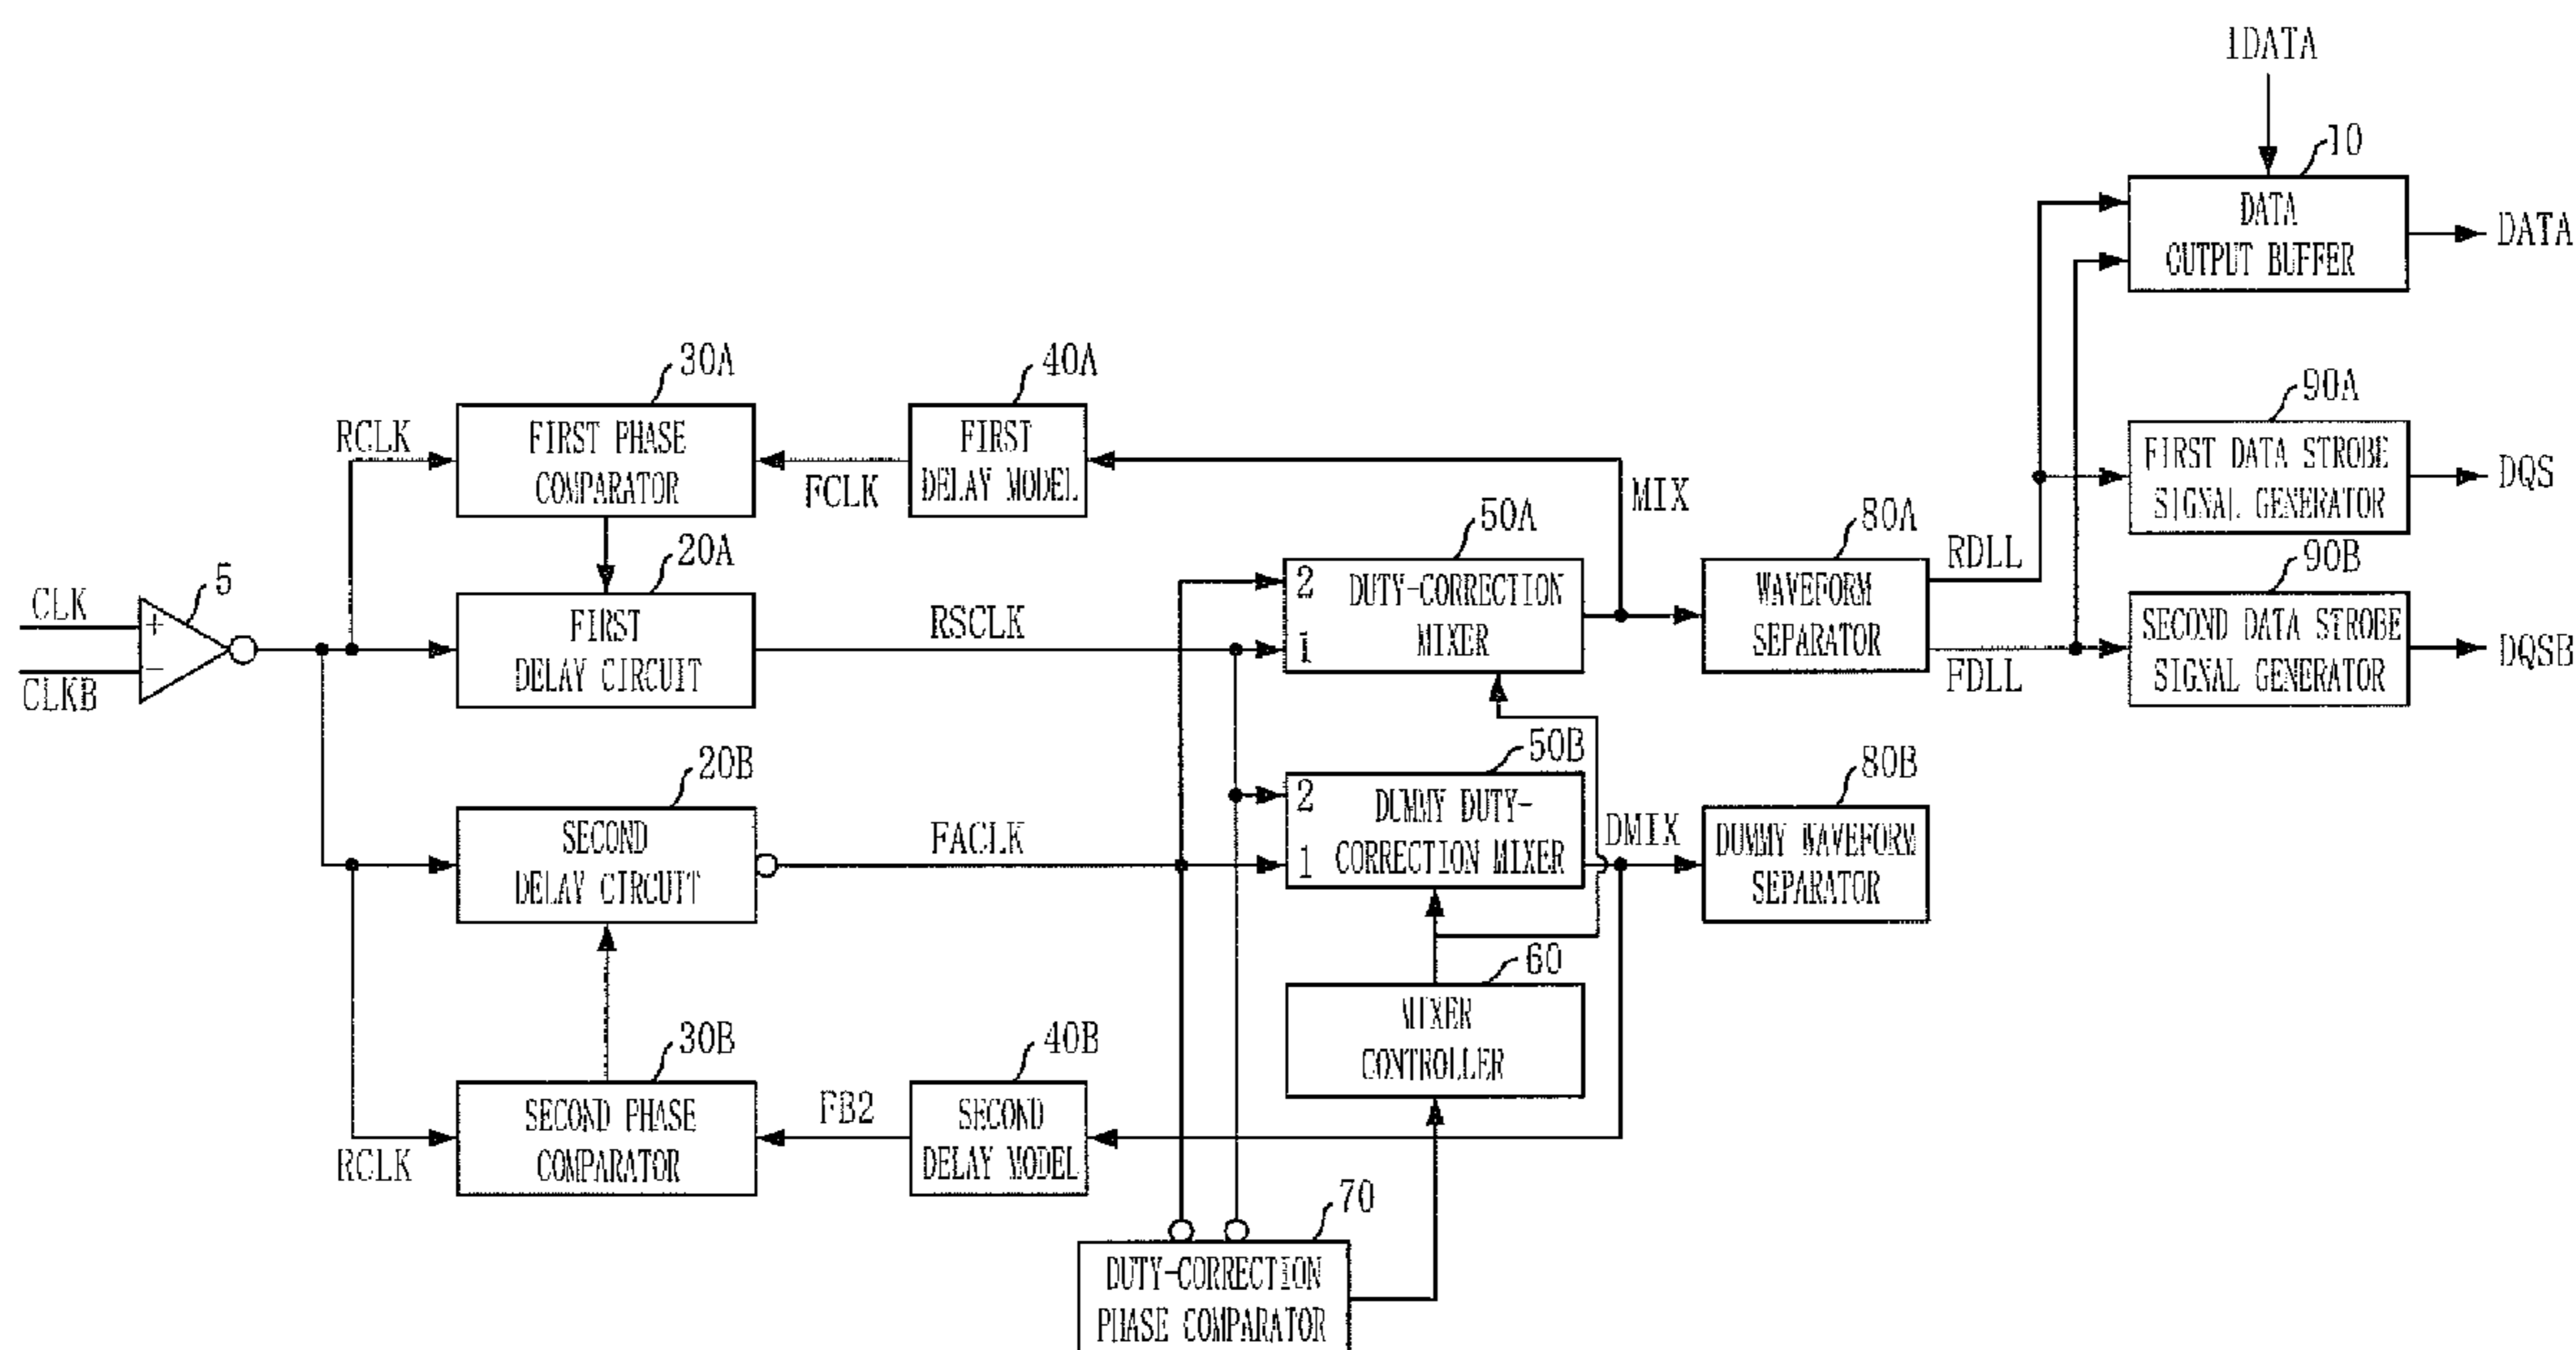 IDATA
10
DATA
OUTPUT BUFFER
DATA
30A
40A
90A
RCLK
FIRST PHASE
COMPARATOR
FCLK
FIRST
DELAY MODEL
MIX
FIRST DATA STROBE
SIGNAL GENERATOR
DQS
50A
80A
RDLL
90B
5
20A
CLK
+
-
CLKB
FIRST
DELAY CIRCUIT
RSCLK
2
1
DUTY-CORRECTION
MIXER
WAVEFORM
SEPARATOR
FDLL
SECOND DATA STROBE
SIGNAL GENERATOR
DQSB
20B
50B
80B
SECOND
DELAY CIRCUIT
FACLK
2
1
DUMMY DUTY-
CORRECTION MIXER
DMIX
DUMMY WAVEFORM
SEPARATOR
60
MIXER
CONTROLLER
30B
40B
RCLK
SECOND PHASE
COMPARATOR
FB2
SECOND
DELAY MODEL
70
DUTY-CORRECTION
PHASE COMPARATOR